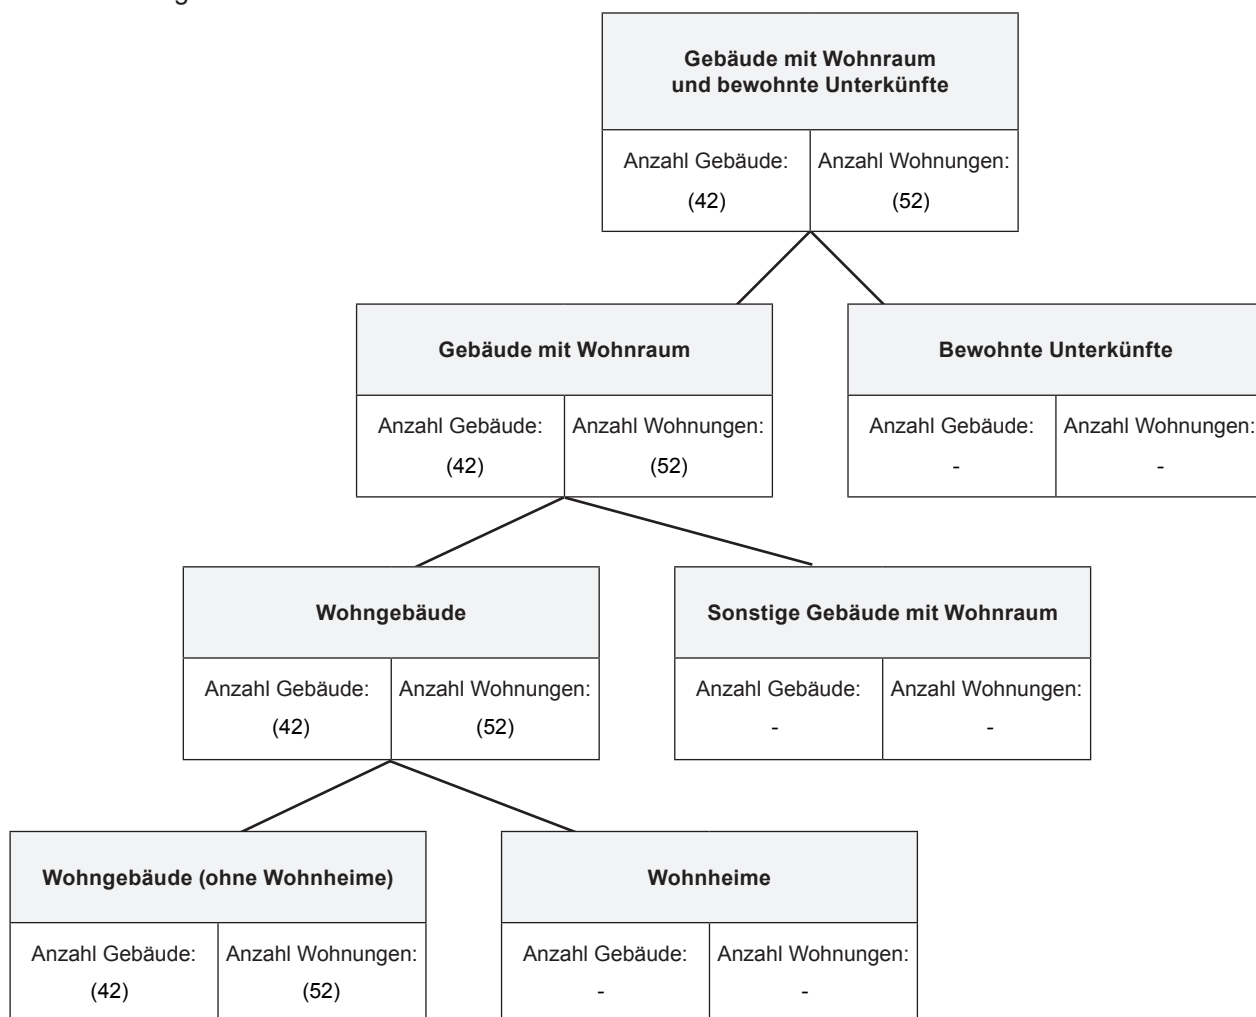 Gebäude mit Wohnraum
und bewohnte Unterkünfte
Anzahl Gebäude: Anzahl Wohnungen:
(42) (52)
Gebäude mit Wohnraum Bewohnte Unterkünfte
Anzahl Gebäude: Anzahl Wohnungen: Anzahl Gebäude: Anzahl Wohnungen:
(42) (52) - -
Wohngebäude Sonstige Gebäude mit Wohnraum
Anzahl Gebäude: Anzahl Wohnungen: Anzahl Gebäude: Anzahl Wohnungen:
(42) (52) - -
Wohngebäude (ohne Wohnheime) Wohnheime
Anzahl Gebäude: Anzahl Wohnungen: Anzahl Gebäude: Anzahl Wohnungen:
(42) (52) - -